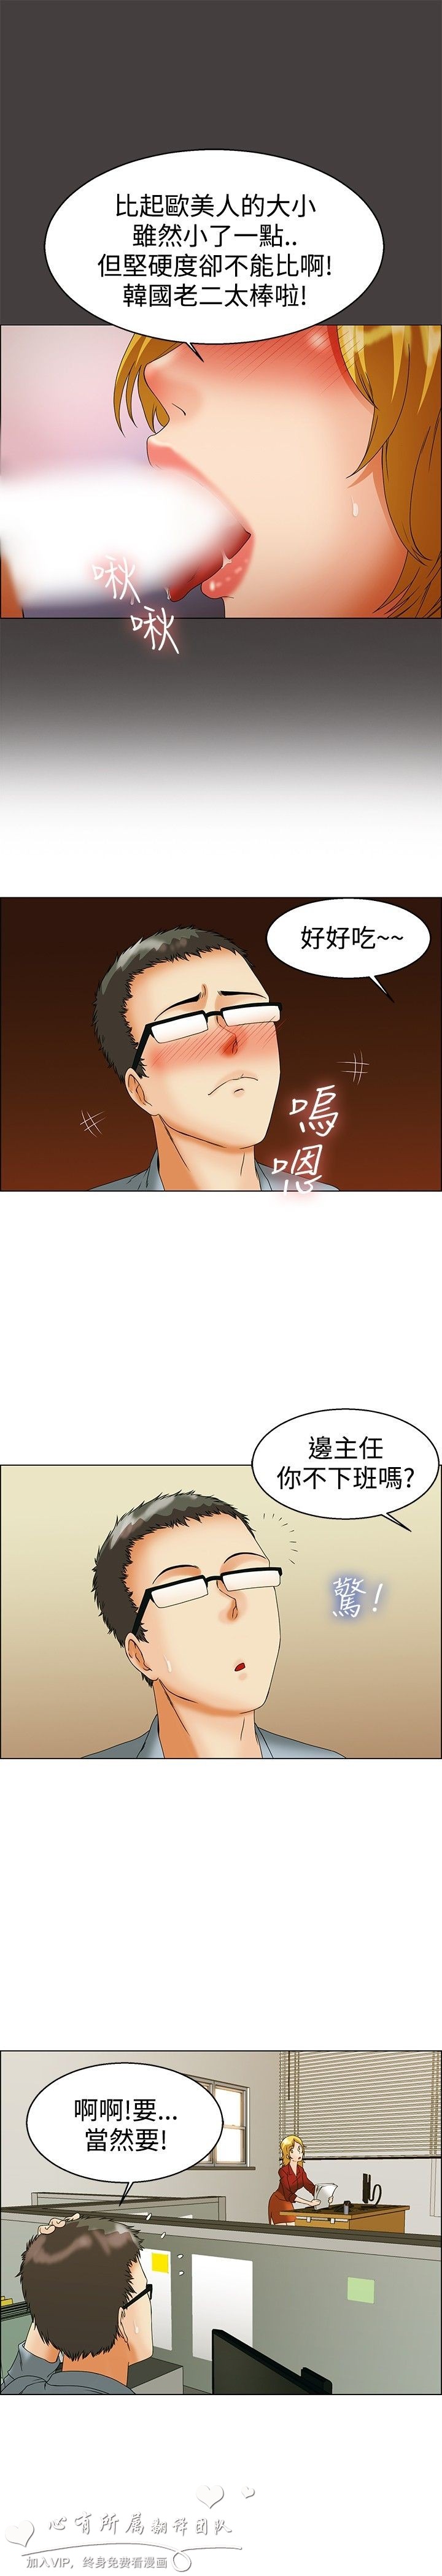 比起歐美人的大小
雖然小了一點..
但堅硬度卻不能比啊!
韓國老二太棒啦!
啾
啾
好好吃~~
嗚
嗯
邊主任
你不下班嗎?
驚!
啊啊!要...
當然要!
心有所属翻译团队
加入VIP，终身免费看漫画